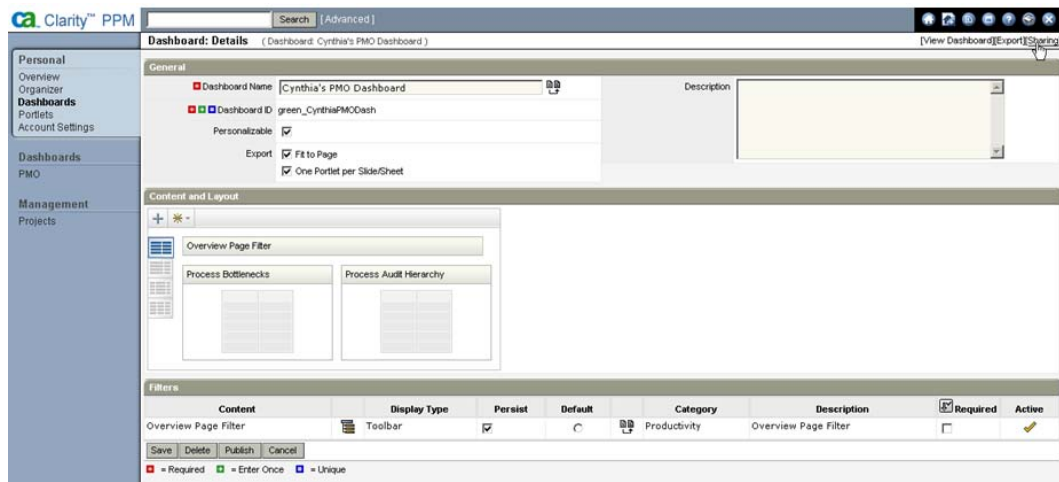 ca. Clarity™ PPM
Search [Advanced]
Dashboard: Details ( Dashboard: Cynthia's PMO Dashboard )
[View Dashboard][Export][Sharing
Personal
Overview
Organizer
Dashboards
Portlets
Account Settings
Dashboards
PMO
Management
Projects
General
Dashboard Name Cynthia's PMO Dashboard
Description
Dashboard ID green_CynthiaPMODash
Personalizable
Export Fit to Page
One Portlet per Slide/Sheet
Content and Layout
Overview Page Filter
Process Bottlenecks Process Audit Hierarchy
Filters
Content Display Type Persist Default Category Description Required Active
Overview Page Filter Toolbar Productivity Overview Page Filter
Save Delete Publish Cancel
= Required = Enter Once = Unique